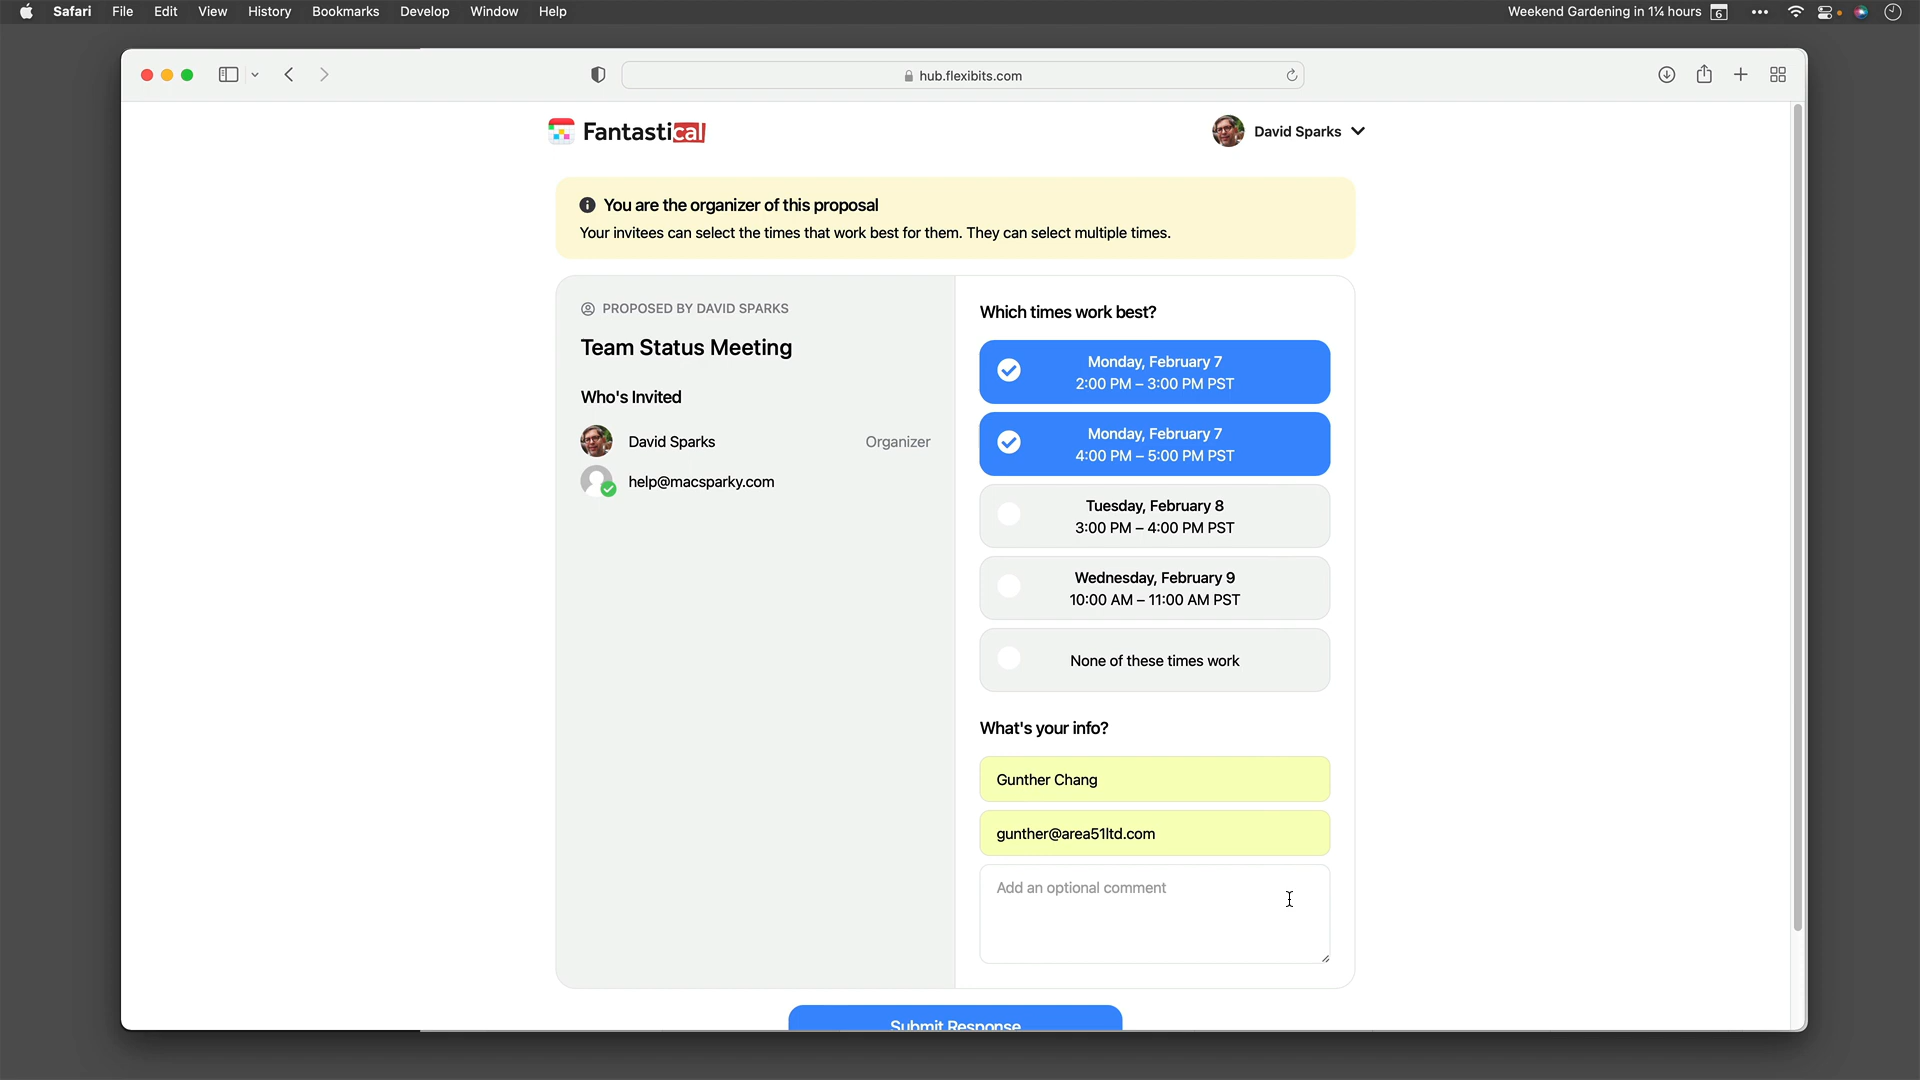 Safari File Edit View History Bookmarks Develop Window Help
Weekend Gardening in 1¼ hours 6
hub.flexibits.com
Fantastical
David Sparks
You are the organizer of this proposal
Your invitees can select the times that work best for them. They can select multiple times.
PROPOSED BY DAVID SPARKS
Team Status Meeting
Who's Invited
David Sparks Organizer
help@macsparky.com
Which times work best?
Monday, February 7
2:00 PM – 3:00 PM PST
Monday, February 7
4:00 PM – 5:00 PM PST
Tuesday, February 8
3:00 PM – 4:00 PM PST
Wednesday, February 9
10:00 AM – 11:00 AM PST
None of these times work
What's your info?
Gunther Chang
gunther@area51ltd.com
Add an optional comment
Submit Response